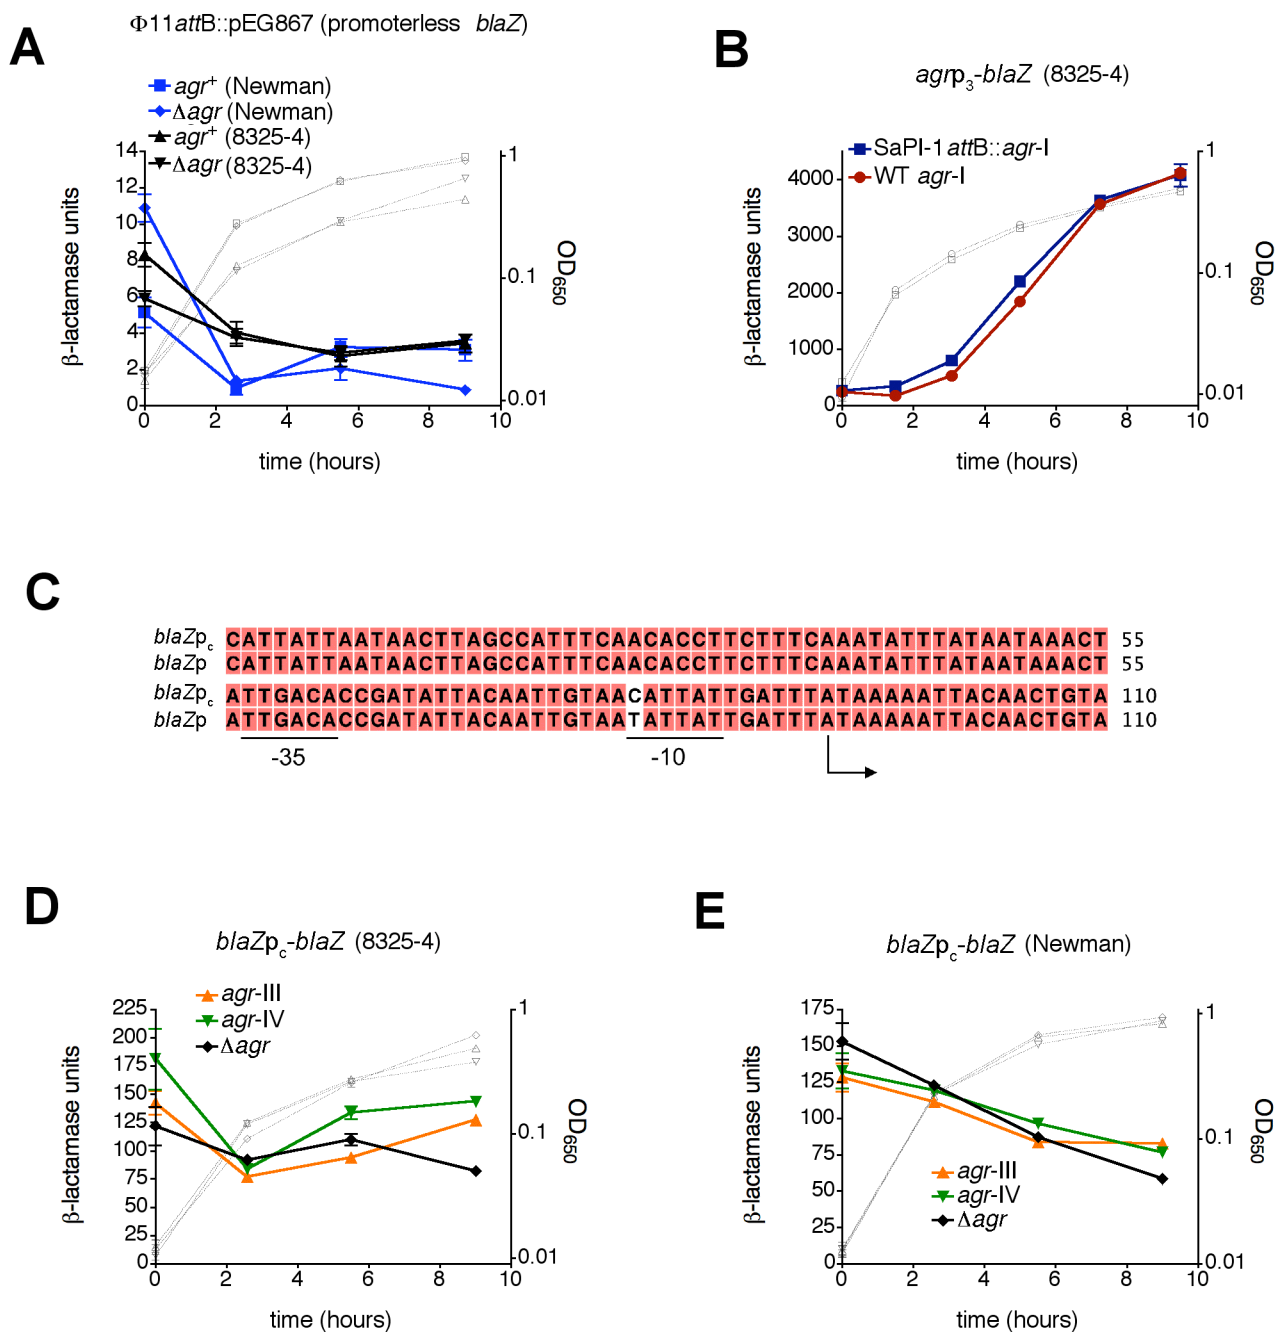 A
Φ11attB::pEG867 (promoterless blaZ)
agr+ (Newman)
Δagr (Newman)
agr+ (8325-4)
Δagr (8325-4)
14
12
10
8
6
4
2
0
β-lactamase units
1
0.1
0.01
OD650
0 2 4 6 8 10
time (hours)
B
agrp3-blaZ (8325-4)
SaPI-1 attB::agr-I
WT agr-I
4000
3000
2000
1000
0
β-lactamase units
1
0.1
0.01
OD650
0 2 4 6 8 10
time (hours)
C
blaZpc CATTATTAATAACTTAGCCATTTCAACACCTTCTTTCAAATATTTATAATAAACT 55
blaZp CATTATTAATAACTTAGCCATTTCAACACCTTCTTTCAAATATTTATAATAAACT 55
blaZpc ATTGACACCGATATTACAATTGTAACATTATTGATTTATAAAAATTACAACTGTA 110
blaZp ATTGACACCGATATTACAATTGTAATATTATTGATTTATAAAAATTACAACTGTA 110
-35 -10
D
blaZpc-blaZ (8325-4)
agr-III
agr-IV
Δagr
225
200
175
150
125
100
75
50
25
0
β-lactamase units
1
0.1
0.01
OD650
0 2 4 6 8 10
time (hours)
E
blaZpc-blaZ (Newman)
175
150
125
100
75
50
25
0
β-lactamase units
agr-III
agr-IV
Δagr
1
0.1
0.01
OD650
0 2 4 6 8 10
time (hours)